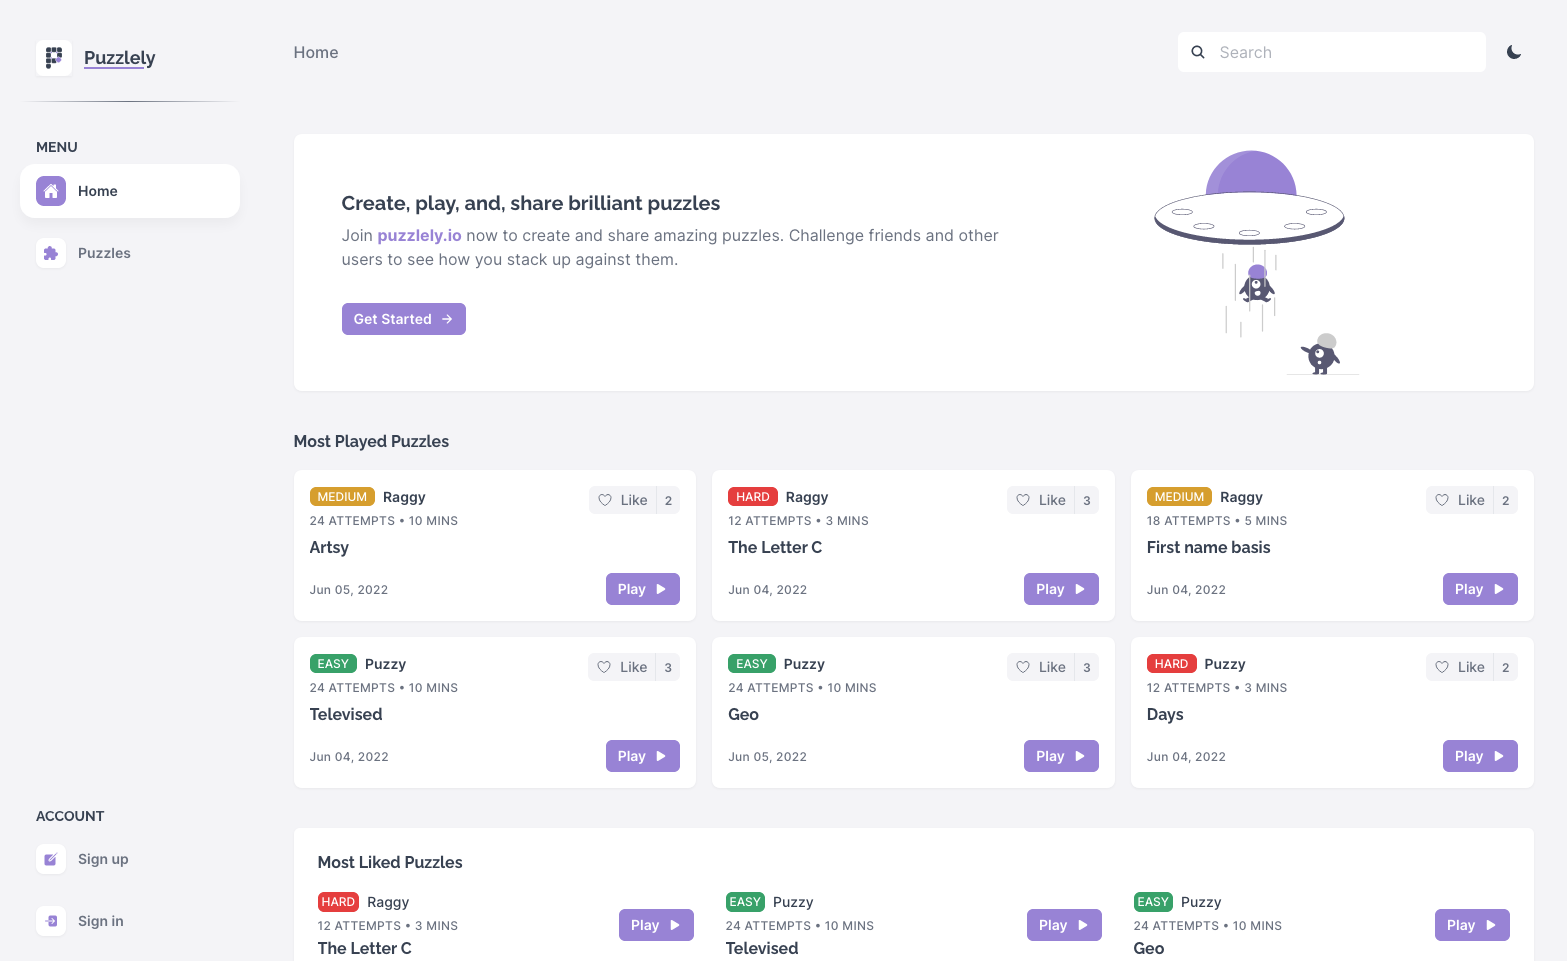 Puzzlely
Home
Search
MENU
Home
Puzzles
Create, play, and, share brilliant puzzles
Join puzzlely.io now to create and share amazing puzzles. Challenge friends and other
users to see how you stack up against them.
Get Started
Most Played Puzzles
MEDIUM Raggy Like 2
24 ATTEMPTS • 10 MINS
Artsy
Jun 05, 2022 Play
HARD Raggy Like 3
12 ATTEMPTS • 3 MINS
The Letter C
Jun 04, 2022 Play
MEDIUM Raggy Like 2
18 ATTEMPTS • 5 MINS
First name basis
Jun 04, 2022 Play
EASY Puzzy Like 3
24 ATTEMPTS • 10 MINS
Televised
Jun 04, 2022 Play
EASY Puzzy Like 3
24 ATTEMPTS • 10 MINS
Geo
Jun 05, 2022 Play
HARD Puzzy Like 2
12 ATTEMPTS • 3 MINS
Days
Jun 04, 2022 Play
ACCOUNT
Sign up
Sign in
Most Liked Puzzles
HARD Raggy
12 ATTEMPTS • 3 MINS Play
The Letter C
EASY Puzzy
24 ATTEMPTS • 10 MINS Play
Televised
EASY Puzzy
24 ATTEMPTS • 10 MINS Play
Geo